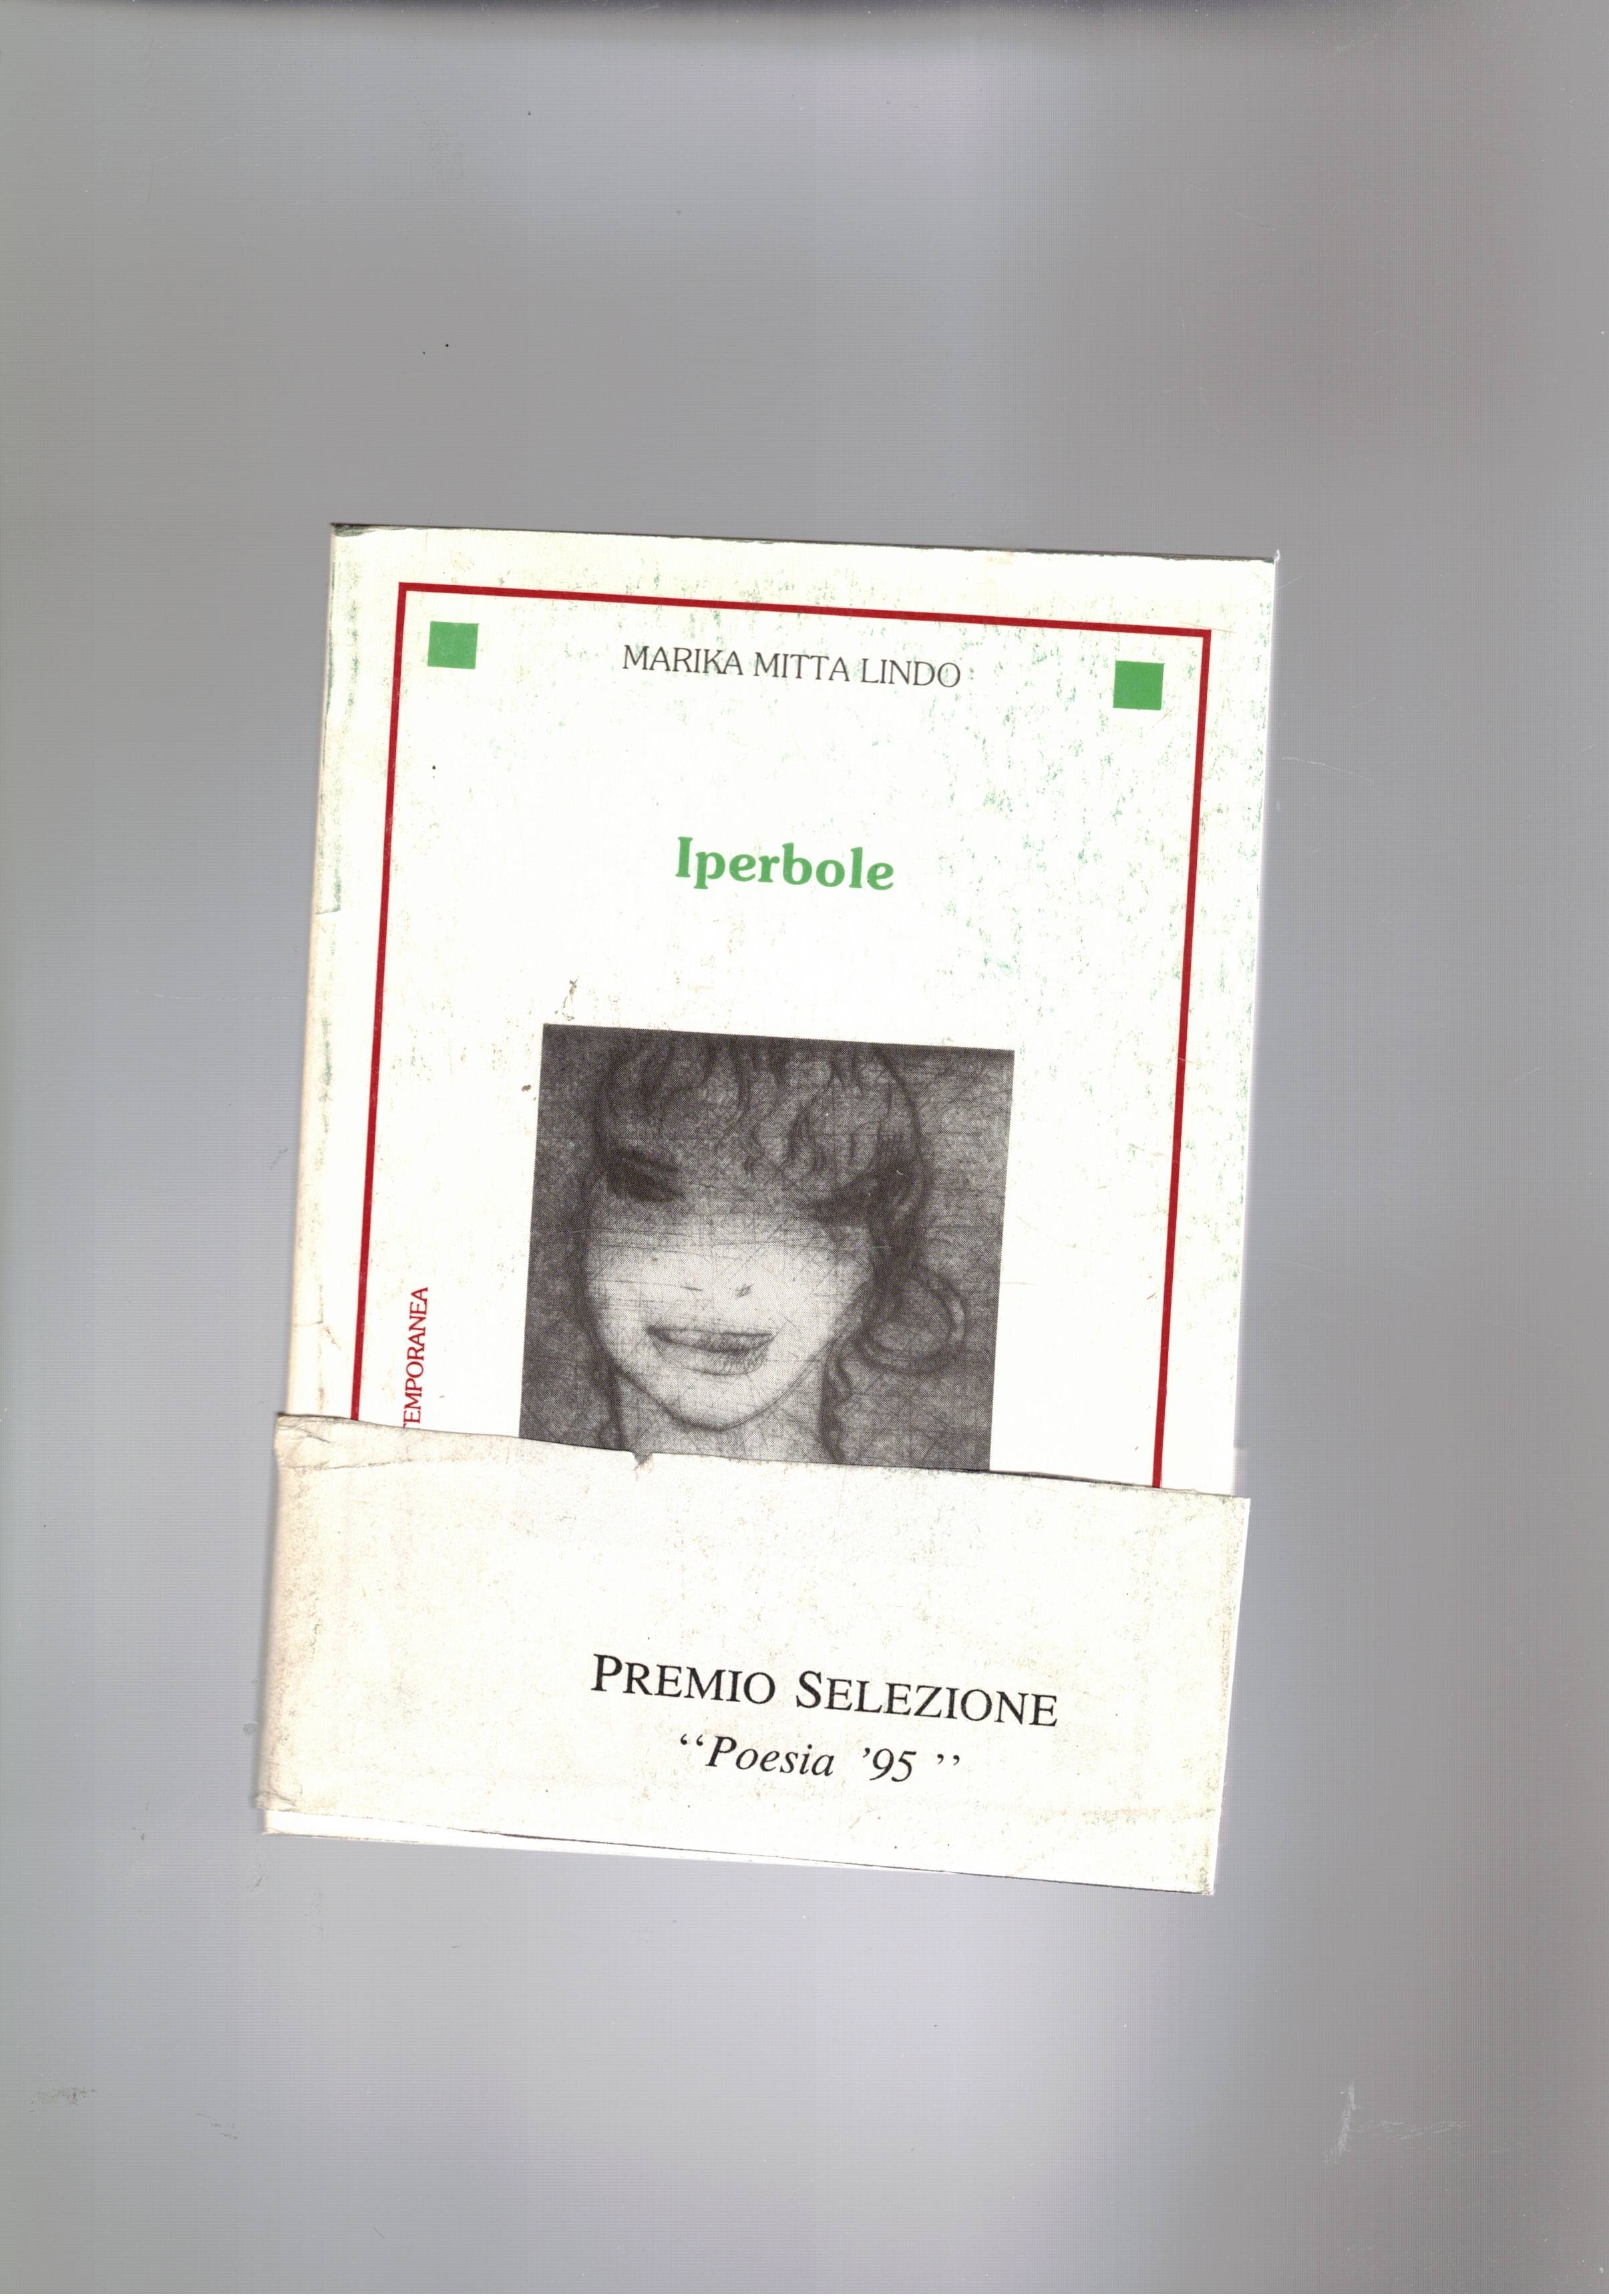 MARIKA MITTA LINDO
Iperbole
TEMPORANEA
PREMIO SELEZIONE
“Poesia ’95 ”